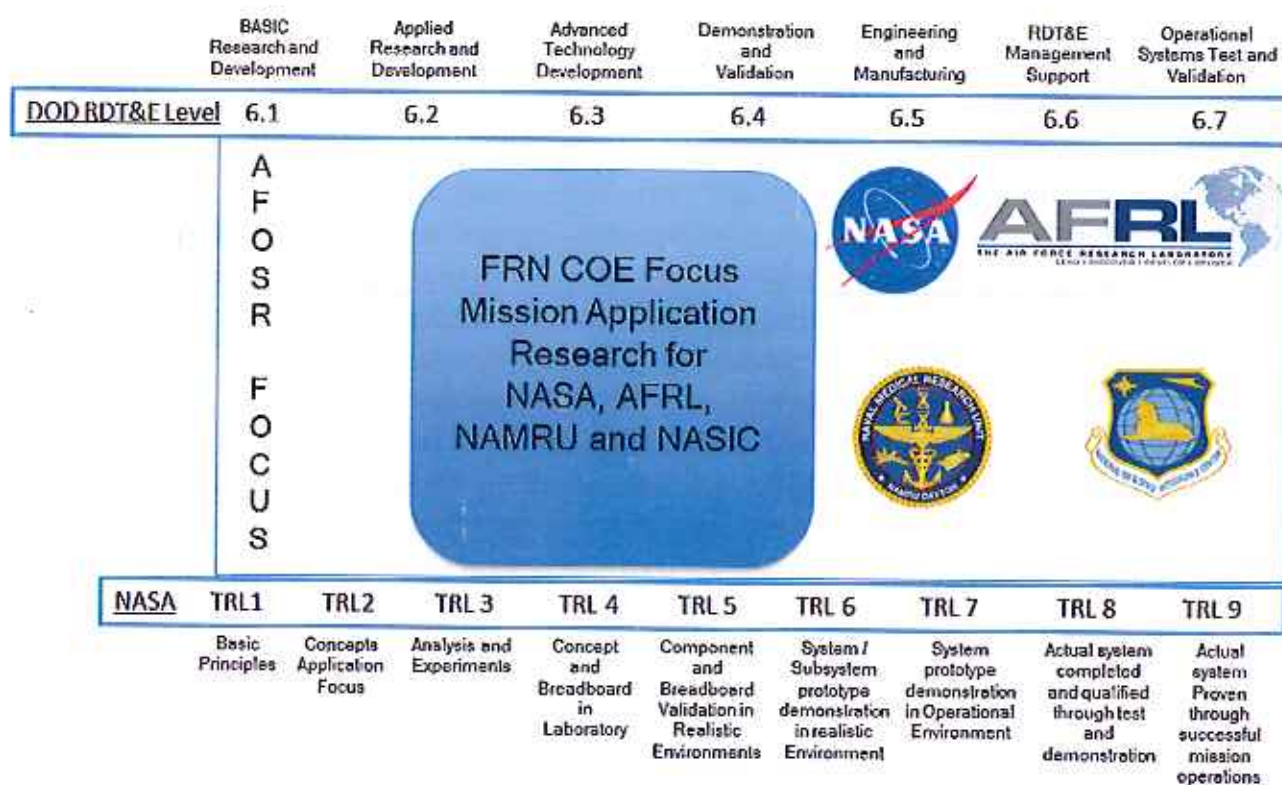 BASIC
Research and
Development
Applied
Research and
Development
Advanced
Technology
Development
Demonstration
and
Validation
Engineering
and
Manufacturing
RDT&E
Management
Support
Operational
Systems Test and
Validation
DOD RDT&E Level 6.1 6.2 6.3 6.4 6.5 6.6 6.7
A
F
O
S
R
F
O
C
U
S
FRN COE Focus
Mission Application
Research for
NASA, AFRL,
NAMRU and NASIC
NASA
AFRL
THE AIR FORCE RESEARCH LABORATORY
NAVAL MEDICAL RESEARCH UNIT
NAMRU DAYTON
NASA TRL1 TRL2 TRL 3 TRL 4 TRL 5 TRL 6 TRL 7 TRL 8 TRL 9
Basic
Principles
Concepts
Application
Focus
Analysis and
Experiments
Concept
and
Breadboard
in
Laboratory
Component
and
Breadboard
Validation in
Realistic
Environments
System /
Subsystem
prototype
demonstration
in realistic
Environment
System
prototype
demonstration
in Operational
Environment
Actual system
completed
and qualified
through test
and
demonstration
Actual
system
Proven
through
successful
mission
operations